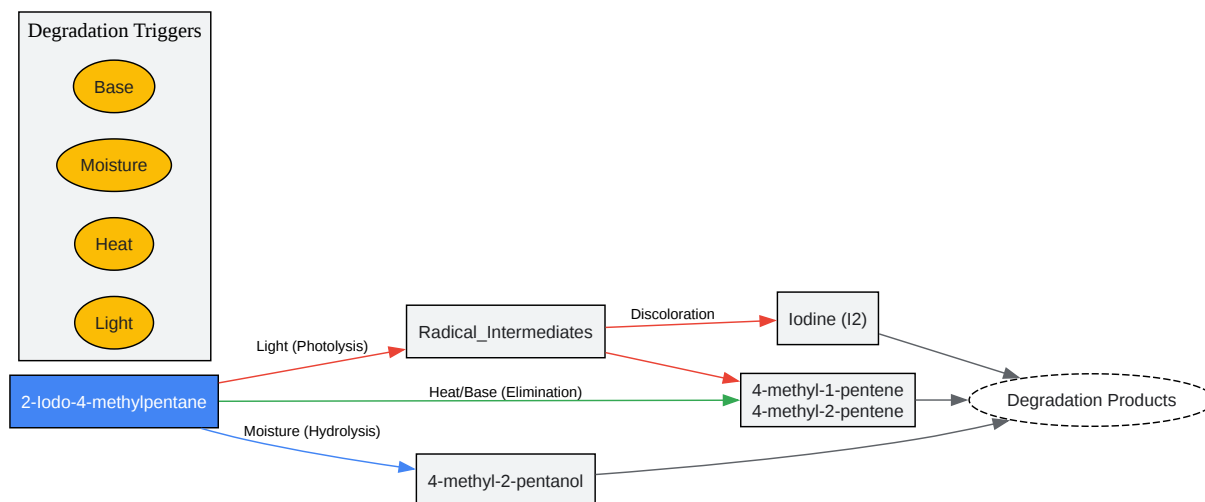 Degradation Triggers
Base
Moisture
Heat
Light
2-Iodo-4-methylpentane
Light (Photolysis)
Heat/Base (Elimination)
Moisture (Hydrolysis)
Radical_Intermediates
Discoloration
Iodine (I2)
4-methyl-1-pentene
4-methyl-2-pentene
4-methyl-2-pentanol
Degradation Products